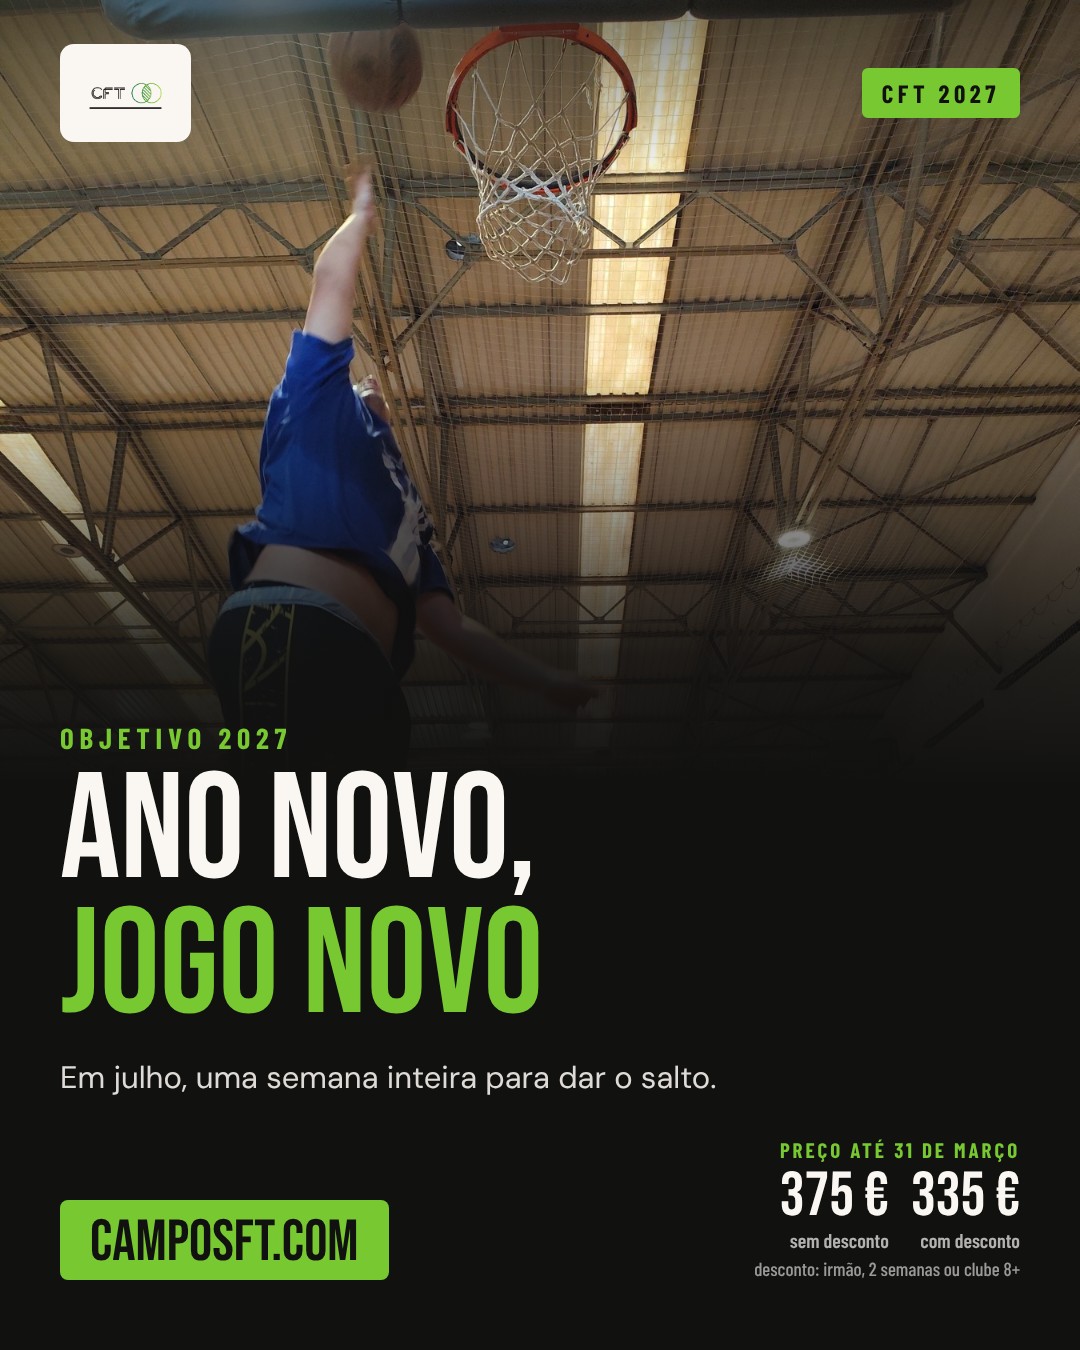 CFT
CFT 2027
OBJETIVO 2027
ANO NOVO,
JOGO NOVO
Em julho, uma semana inteira para dar o salto.
PREÇO ATÉ 31 DE MARÇO
375 € 335 €
sem desconto com desconto
desconto: irmão, 2 semanas ou clube 8+
CAMPOSFT.COM